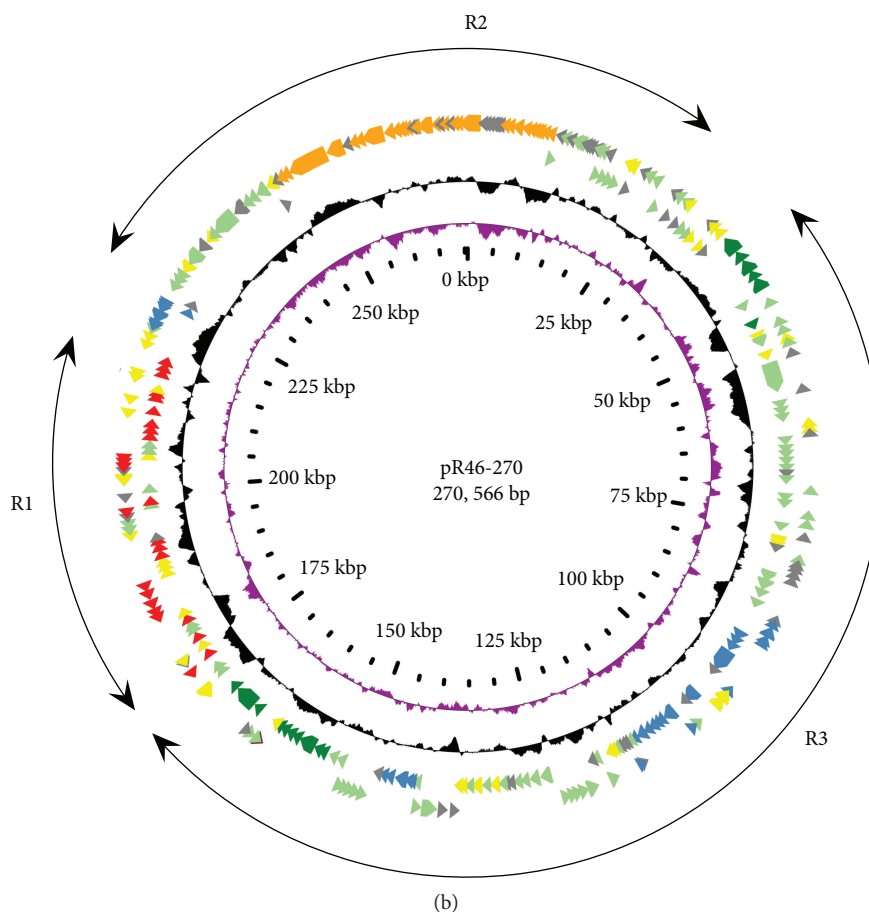 R2
0 kbp
25 kbp
50 kbp
75 kbp
100 kbp
125 kbp
150 kbp
175 kbp
200 kbp
225 kbp
250 kbp
pR46-270
270, 566 bp
R1
R3
(b)